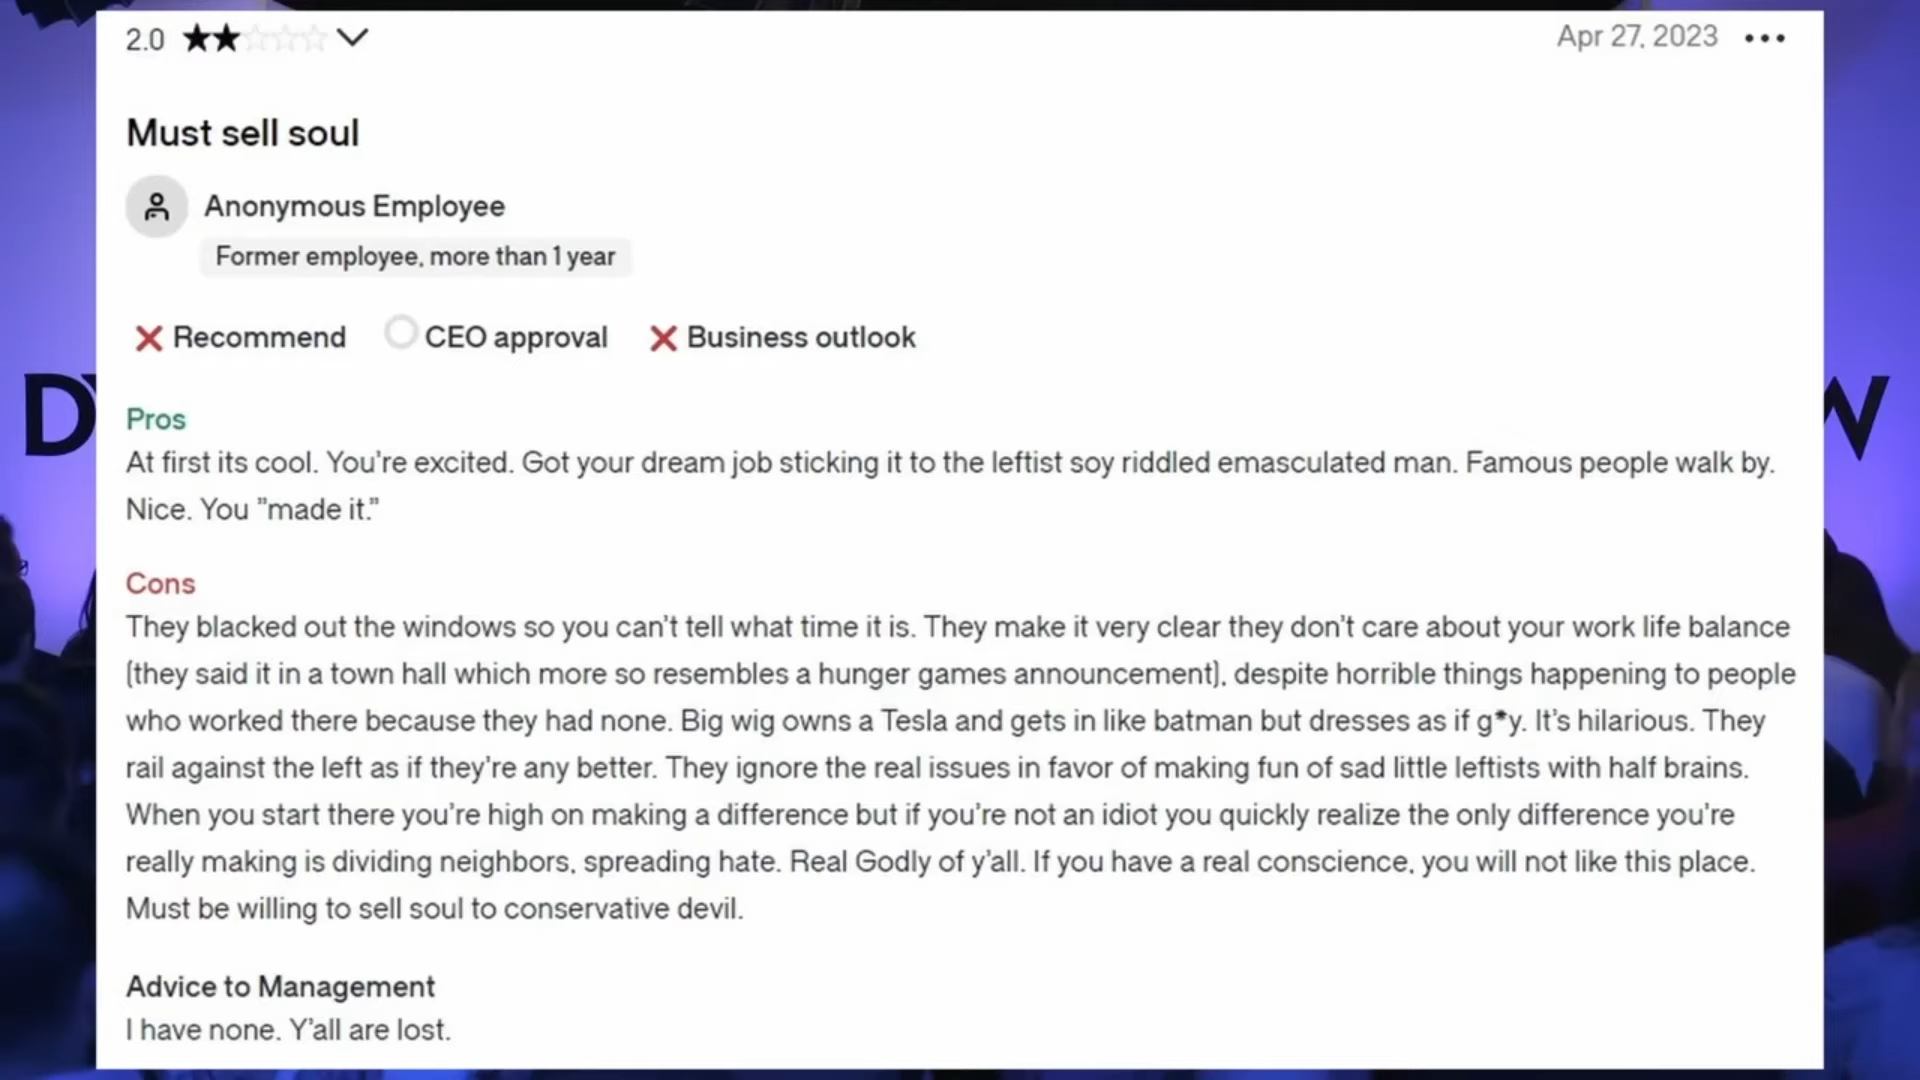 2.0
Apr 27, 2023
Must sell soul
Anonymous Employee
Former employee, more than 1 year
Recommend CEO approval Business outlook
Pros
At first its cool. You're excited. Got your dream job sticking it to the leftist soy riddled emasculated man. Famous people walk by.
Nice. You "made it."
Cons
They blacked out the windows so you can't tell what time it is. They make it very clear they don't care about your work life balance
(they said it in a town hall which more so resembles a hunger games announcement), despite horrible things happening to people
who worked there because they had none. Big wig owns a Tesla and gets in like batman but dresses as if g*y. It's hilarious. They
rail against the left as if they're any better. They ignore the real issues in favor of making fun of sad little leftists with half brains.
When you start there you're high on making a difference but if you're not an idiot you quickly realize the only difference you're
really making is dividing neighbors, spreading hate. Real Godly of y'all. If you have a real conscience, you will not like this place.
Must be willing to sell soul to conservative devil.
Advice to Management
I have none. Y'all are lost.